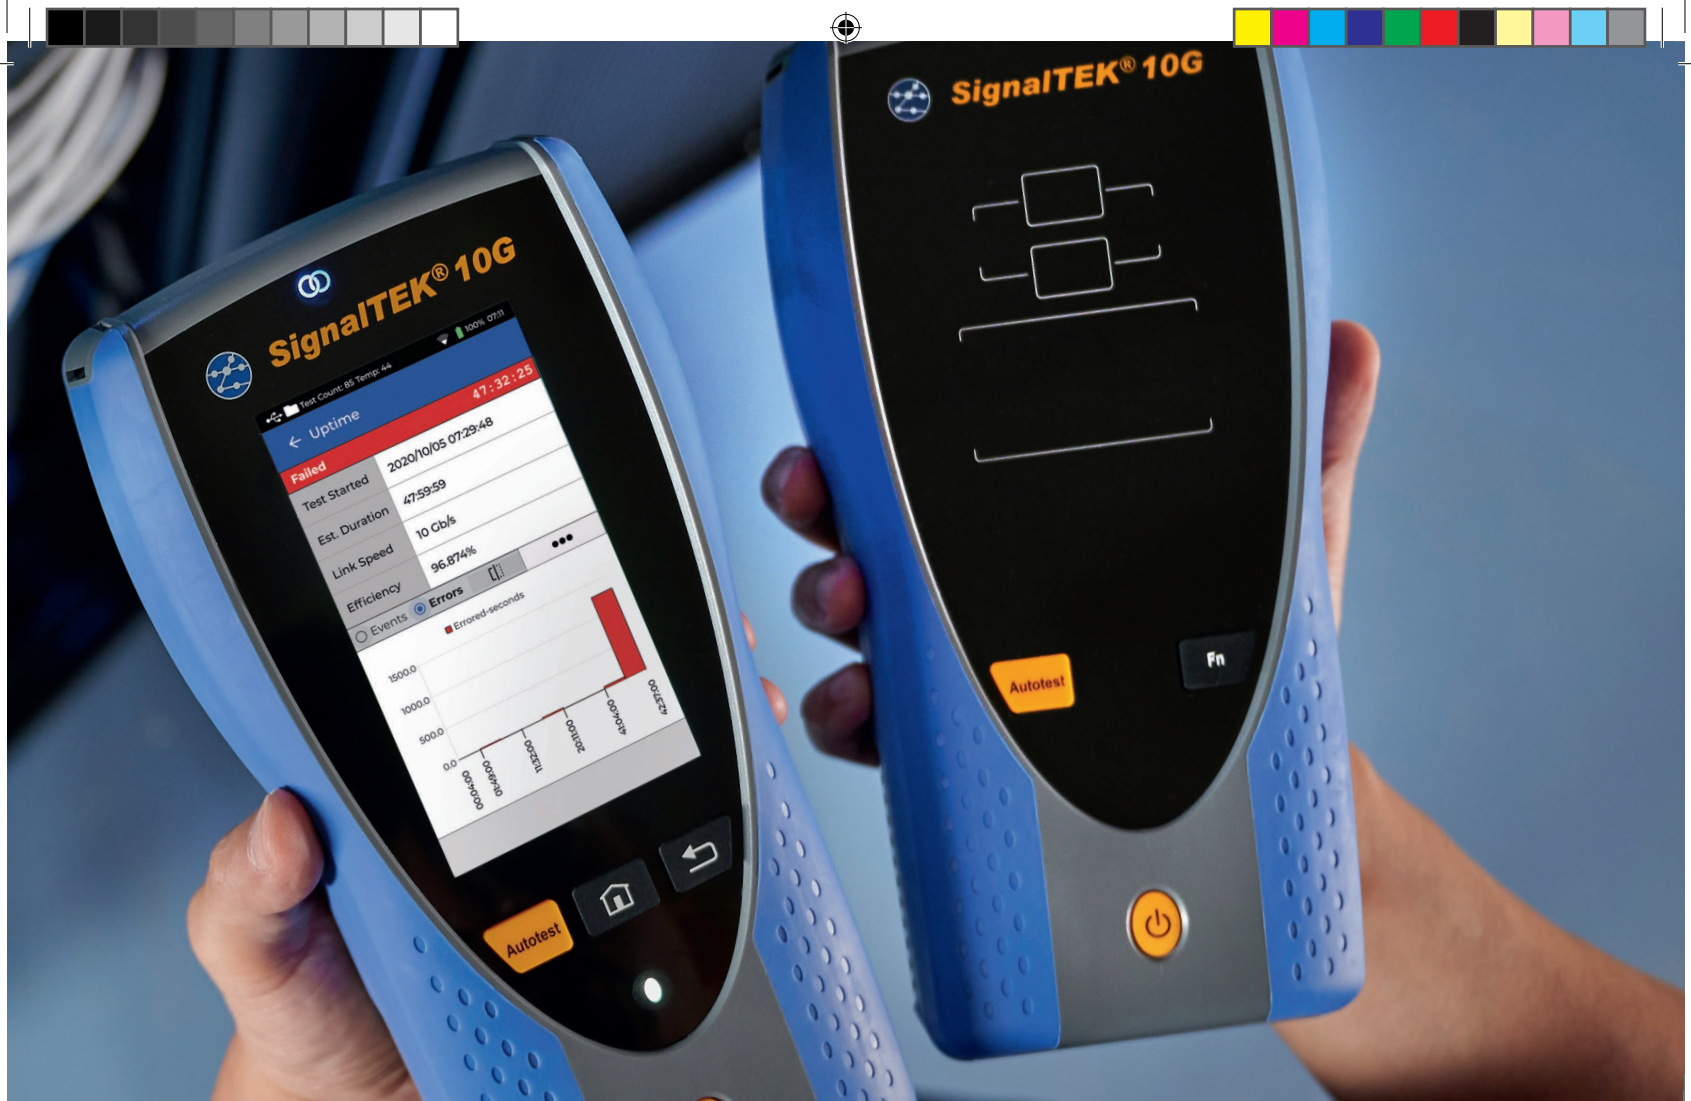 SignalTEK® 10G
Test Count: 85 Temp: 44
100% 07:11
← Uptime
Failed 47:32:25
Test Started 2020/10/05 07:29:48
Est. Duration 47:59:59
Link Speed 10 Gb/s
Efficiency 96.874%
Events Errors •••
Errored-seconds
1500.0
1000.0
500.0
0.0
00:04:00
01:49:00
11:32:00
20:11:00
41:04:00
42:37:00
Autotest
SignalTEK® 10G
Autotest
Fn